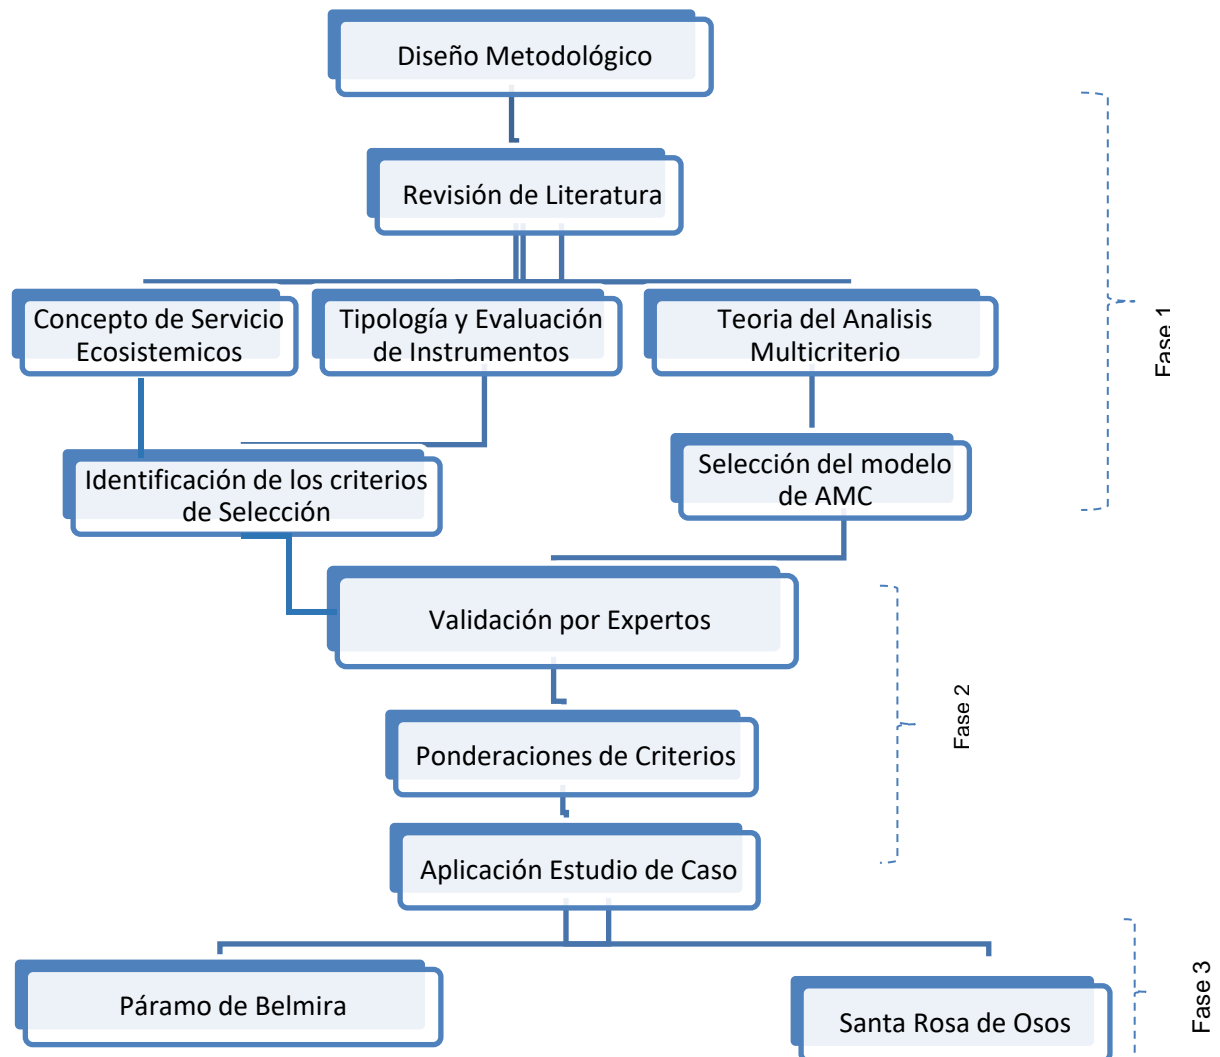 Diseño Metodológico
Revisión de Literatura
Concepto de Servicio
Ecosistemicos
Tipología y Evaluación
de Instrumentos
Teoria del Analisis
Multicriterio
Fase 1
Identificación de los criterios
de Selección
Selección del modelo
de AMC
Validación por Expertos
Fase 2
Ponderaciones de Criterios
Aplicación Estudio de Caso
Páramo de Belmira
Santa Rosa de Osos
Fase 3